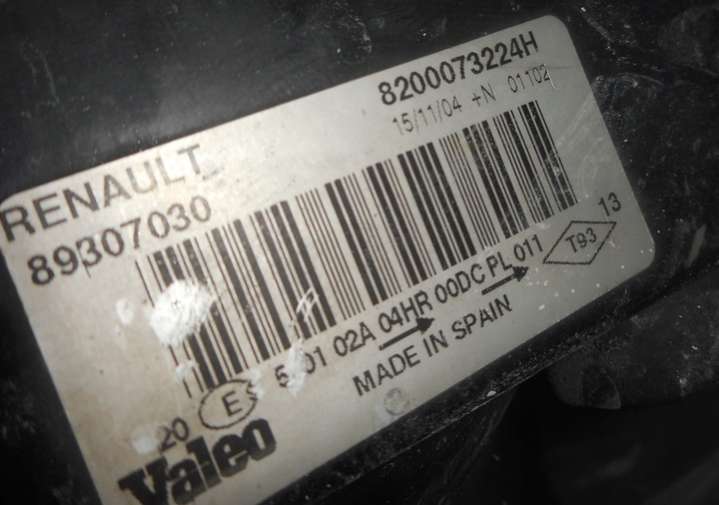 8200073224H
15/11/04 +N 01102
RENAULT
89307030
13
T93
02A 04HR 00DC PL 011
20 E
MADE IN SPAIN
Valeo